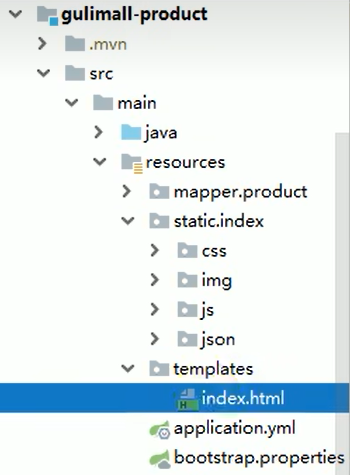 gulimall-product
.mvn
src
main
java
resources
mapper.product
static.index
css
img
js
json
templates
index.html
application.yml
bootstrap.properties